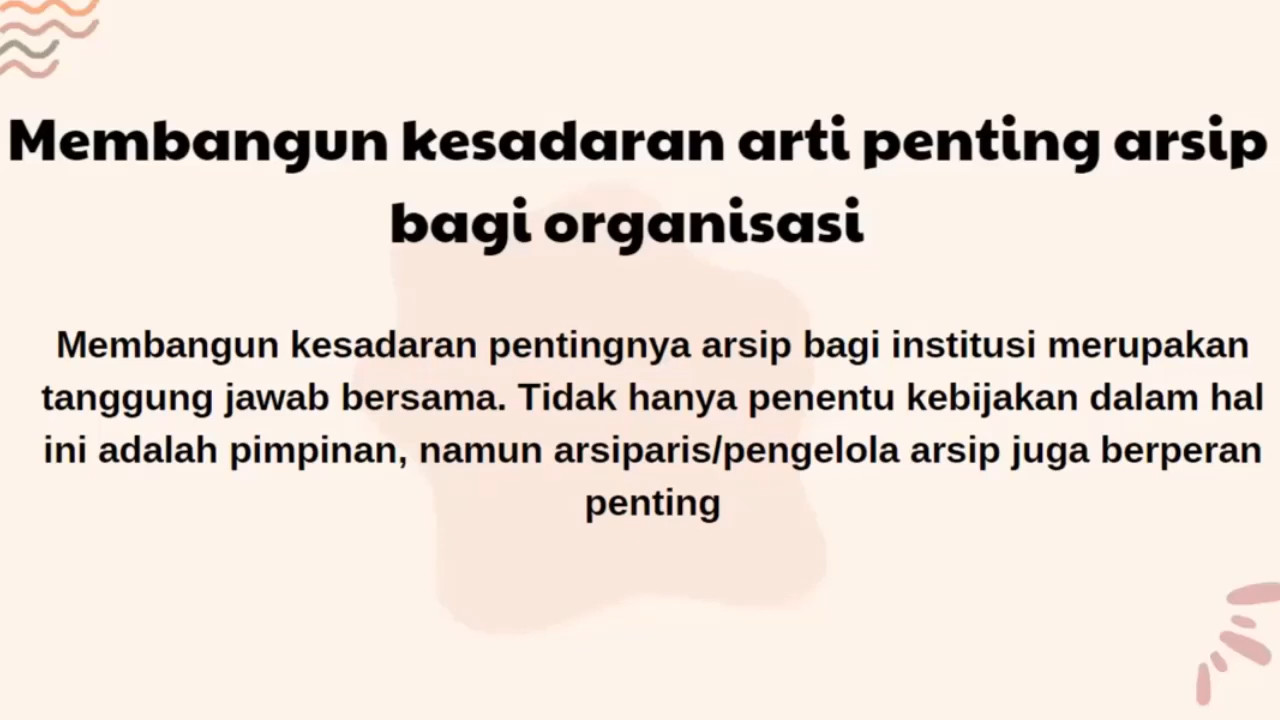 Membangun kesadaran arti penting arsip
bagi organisasi
Membangun kesadaran pentingnya arsip bagi institusi merupakan
tanggung jawab bersama. Tidak hanya penentu kebijakan dalam hal
ini adalah pimpinan, namun arsiparis/pengelola arsip juga berperan
penting